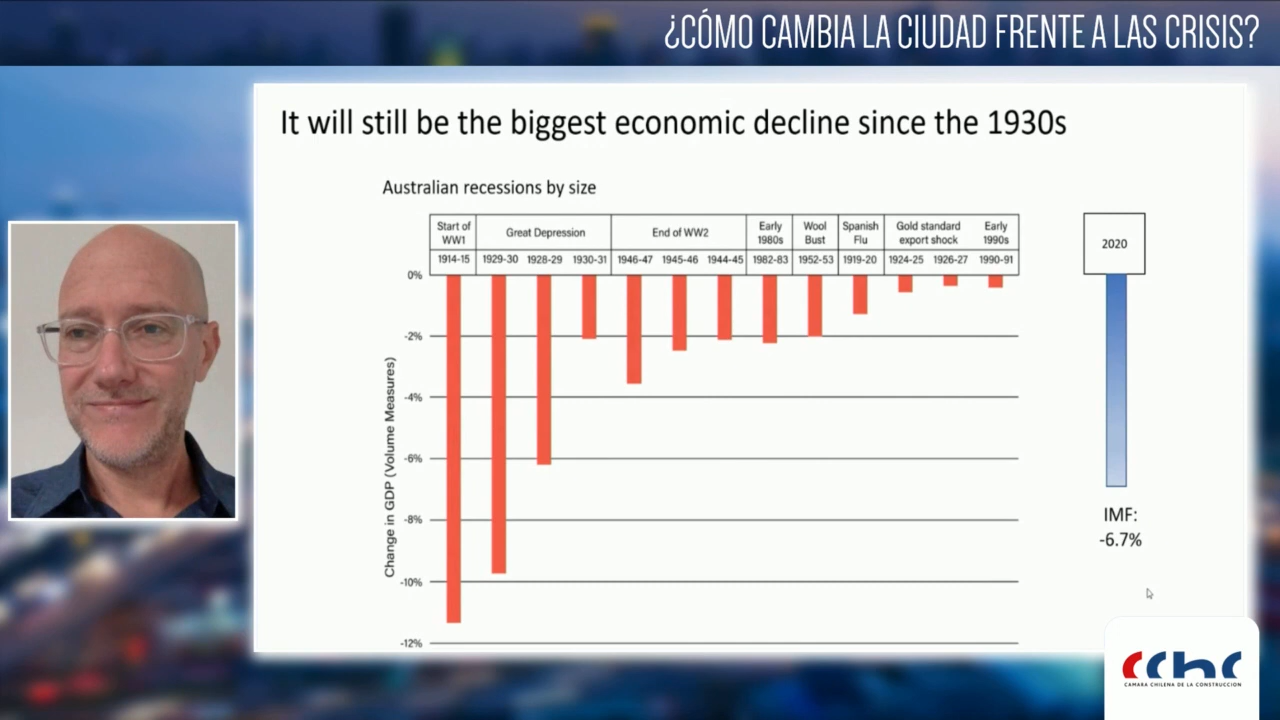 ¿CÓMO CAMBIA LA CIUDAD FRENTE A LAS CRISIS?
It will still be the biggest economic decline since the 1930s
Australian recessions by size
Start of WW1
Great Depression
End of WW2
Early 1980s
Wool Bust
Spanish Flu
Gold standard export shock
Early 1990s
1914-15 1929-30 1928-29 1930-31 1946-47 1945-46 1944-45 1982-83 1952-53 1919-20 1924-25 1926-27 1990-91
2020
0%
-2%
-4%
-6%
-8%
-10%
-12%
Change in GDP (Volume Measures)
IMF:
-6.7%
cchc
CAMARA CHILENA DE LA CONSTRUCCION